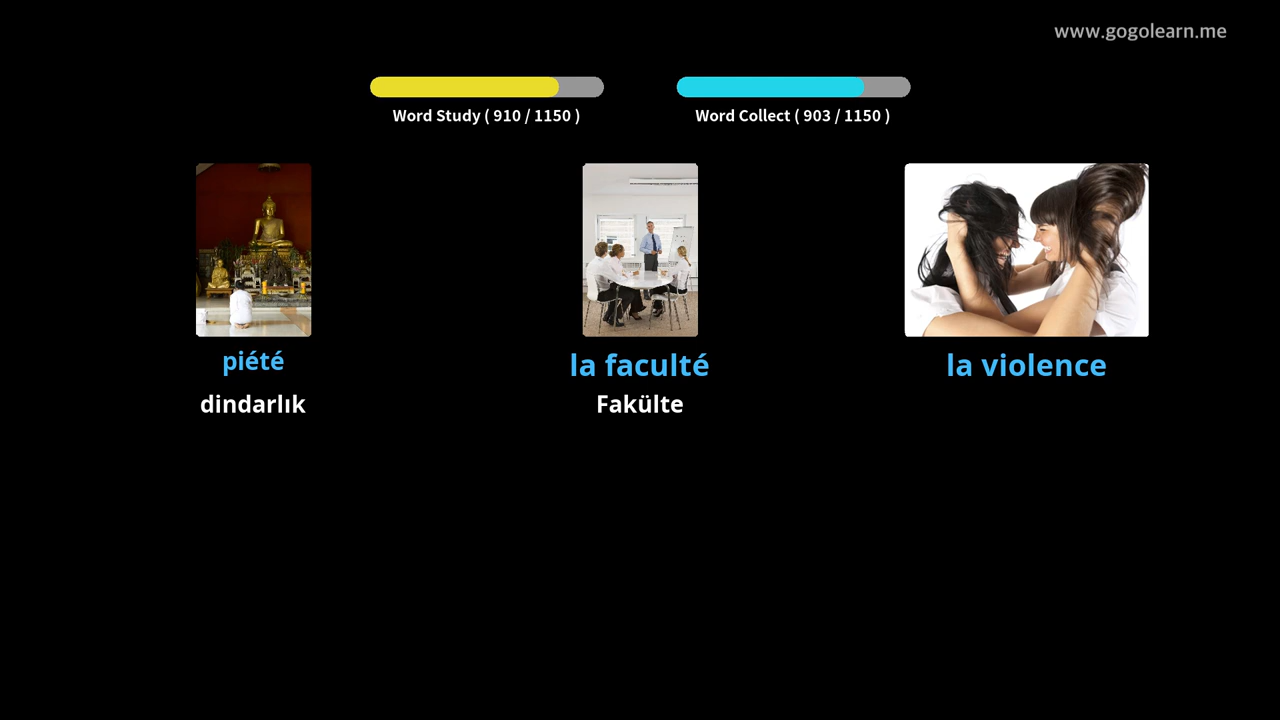 www.gogolearn.me
Word Study ( 910 / 1150 )
Word Collect ( 903 / 1150 )
piété
la faculté
la violence
dindarlık
Fakülte